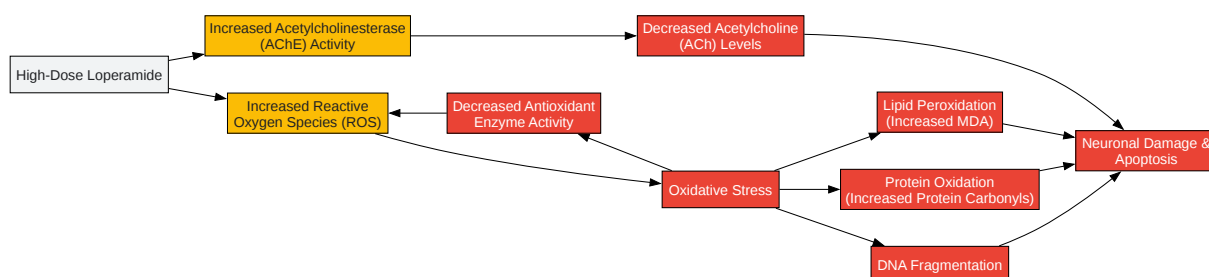 Increased Acetylcholinesterase
(AChE) Activity
Decreased Acetylcholine
(ACh) Levels
High-Dose Loperamide
Increased Reactive
Oxygen Species (ROS)
Decreased Antioxidant
Enzyme Activity
Lipid Peroxidation
(Increased MDA)
Neuronal Damage &
Apoptosis
Oxidative Stress
Protein Oxidation
(Increased Protein Carbonyls)
DNA Fragmentation